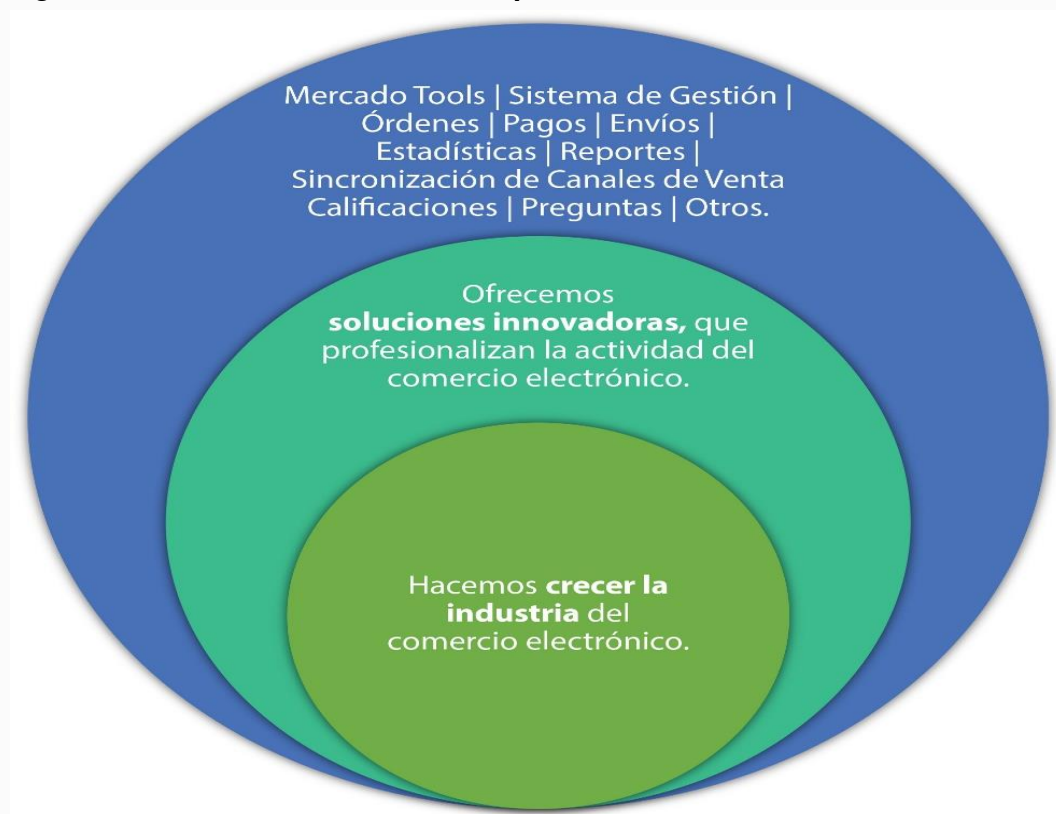 Mercado Tools | Sistema de Gestión |
Órdenes | Pagos | Envíos |
Estadísticas | Reportes |
Sincronización de Canales de Venta
Calificaciones | Preguntas | Otros.
Ofrecemos
soluciones innovadoras, que
profesionalizan la actividad del
comercio electrónico.
Hacemos crecer la
industria del
comercio electrónico.